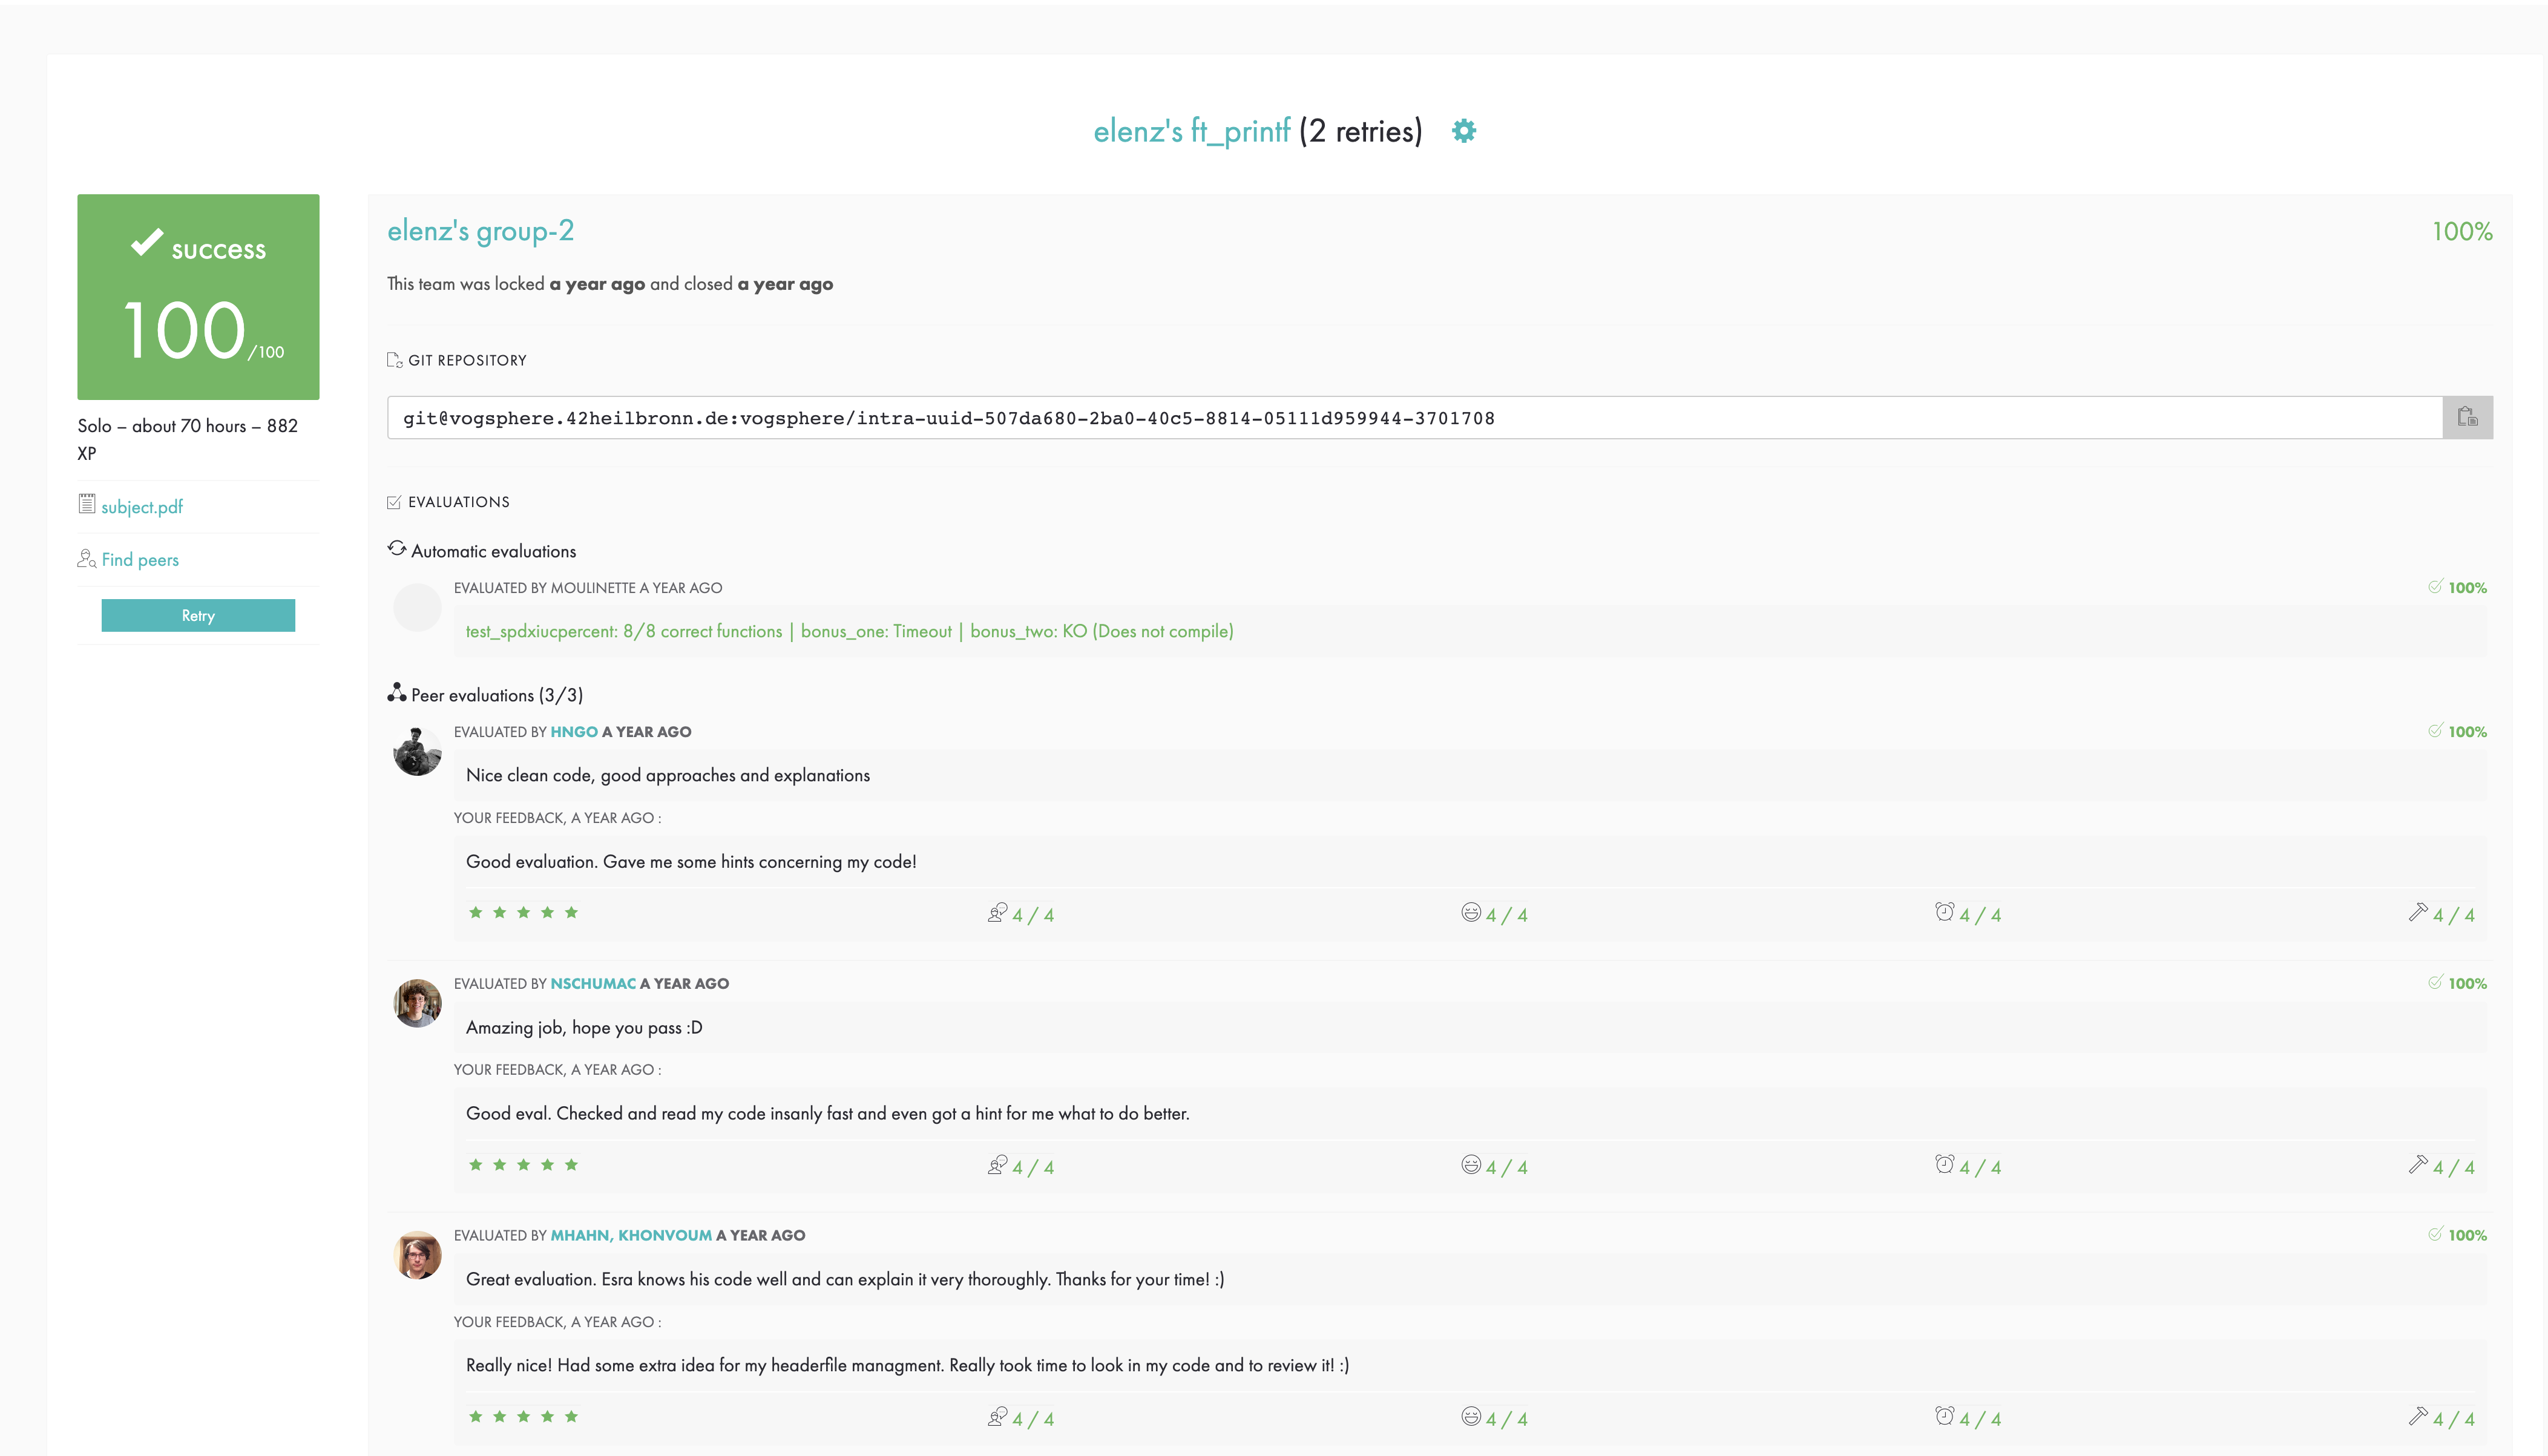 elenz's ft_printf (2 retries)
success
100/100
Solo – about 70 hours – 882
XP
subject.pdf
Find peers
Retry
elenz's group-2
100%
This team was locked a year ago and closed a year ago
GIT REPOSITORY
git@vogsphere.42heilbronn.de:vogsphere/intra-uuid-507da680-2ba0-40c5-8814-05111d959944-3701708
EVALUATIONS
Automatic evaluations
EVALUATED BY MOULINETTE A YEAR AGO
100%
test_spdxiucpercent: 8/8 correct functions | bonus_one: Timeout | bonus_two: KO (Does not compile)
Peer evaluations (3/3)
EVALUATED BY HNGO A YEAR AGO
100%
Nice clean code, good approaches and explanations
YOUR FEEDBACK, A YEAR AGO :
Good evaluation. Gave me some hints concerning my code!
4 / 4 4 / 4 4 / 4 4 / 4
EVALUATED BY NSCHUMAC A YEAR AGO
100%
Amazing job, hope you pass :D
YOUR FEEDBACK, A YEAR AGO :
Good eval. Checked and read my code insanly fast and even got a hint for me what to do better.
4 / 4 4 / 4 4 / 4 4 / 4
EVALUATED BY MHAHN, KHONVOUM A YEAR AGO
100%
Great evaluation. Esra knows his code well and can explain it very thoroughly. Thanks for your time! :)
YOUR FEEDBACK, A YEAR AGO :
Really nice! Had some extra idea for my headerfile managment. Really took time to look in my code and to review it! :)
4 / 4 4 / 4 4 / 4 4 / 4